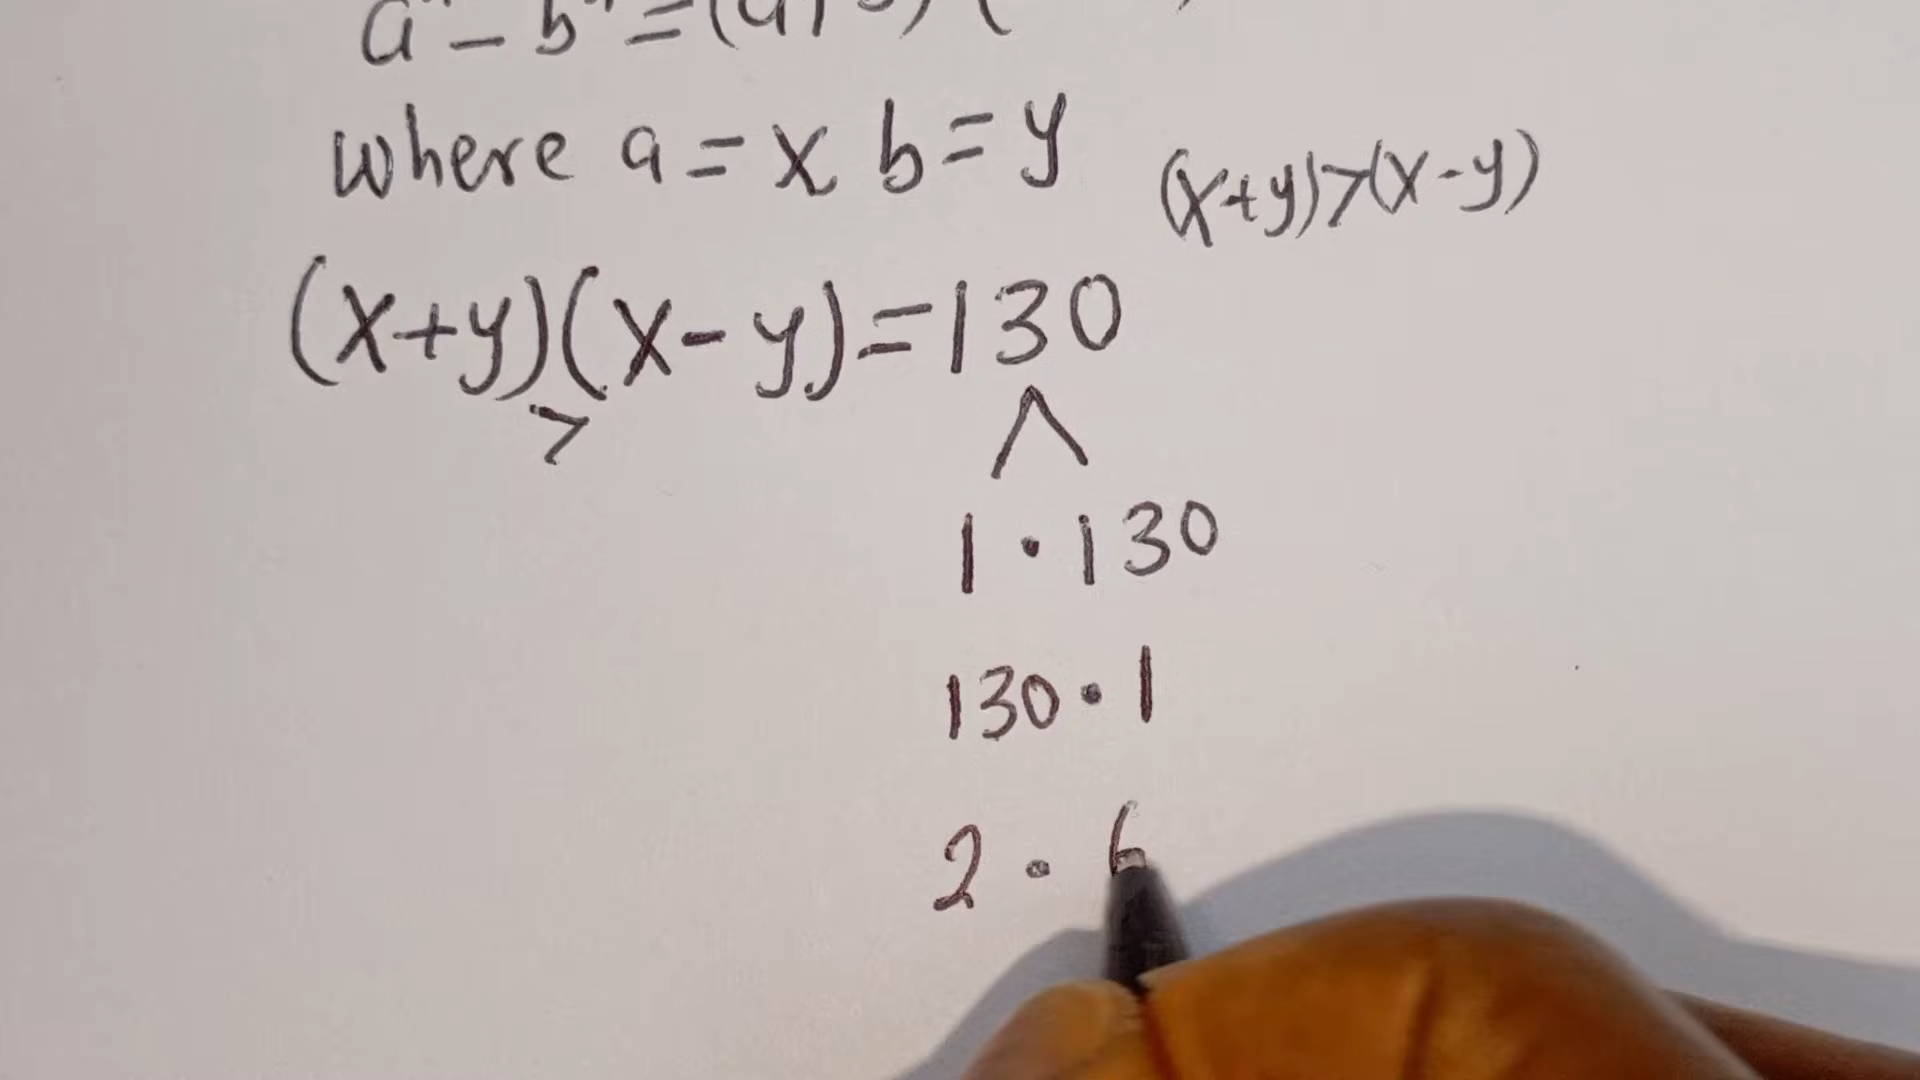 a - b = (a
where a = x b = y
(x+y)>(x-y)
(x+y)(x-y)=130
>
1 · 130
130 · 1
2 · 6